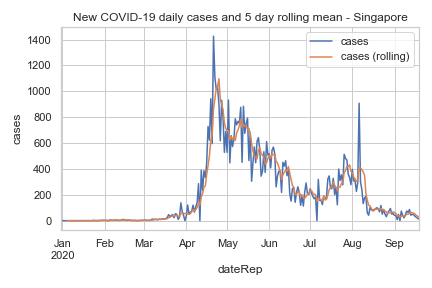 New COVID-19 daily cases and 5 day rolling mean - Singapore
cases
cases (rolling)
1400
1200
1000
800
600
400
200
0
cases
Jan Feb Mar Apr May Jun Jul Aug Sep
2020
dateRep